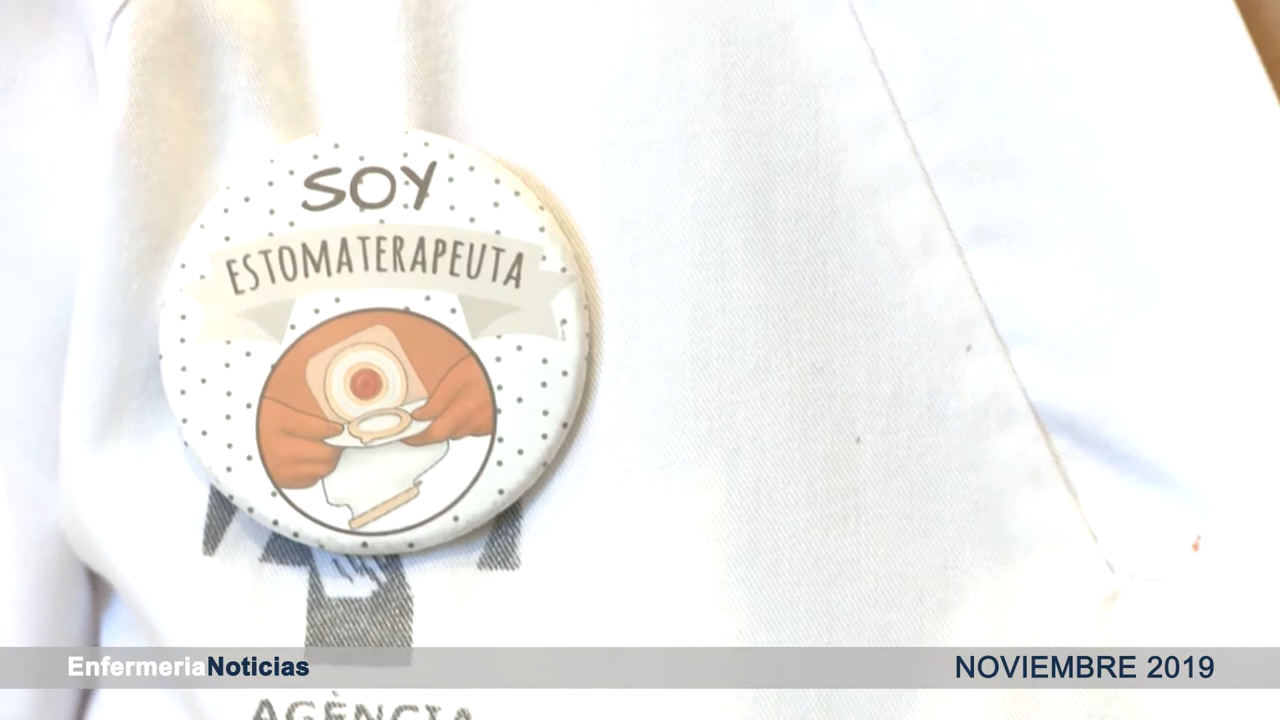 SOY
ESTOMATERAPEUTA
EnfermeriaNoticias
NOVIEMBRE 2019
AGÈNCIA